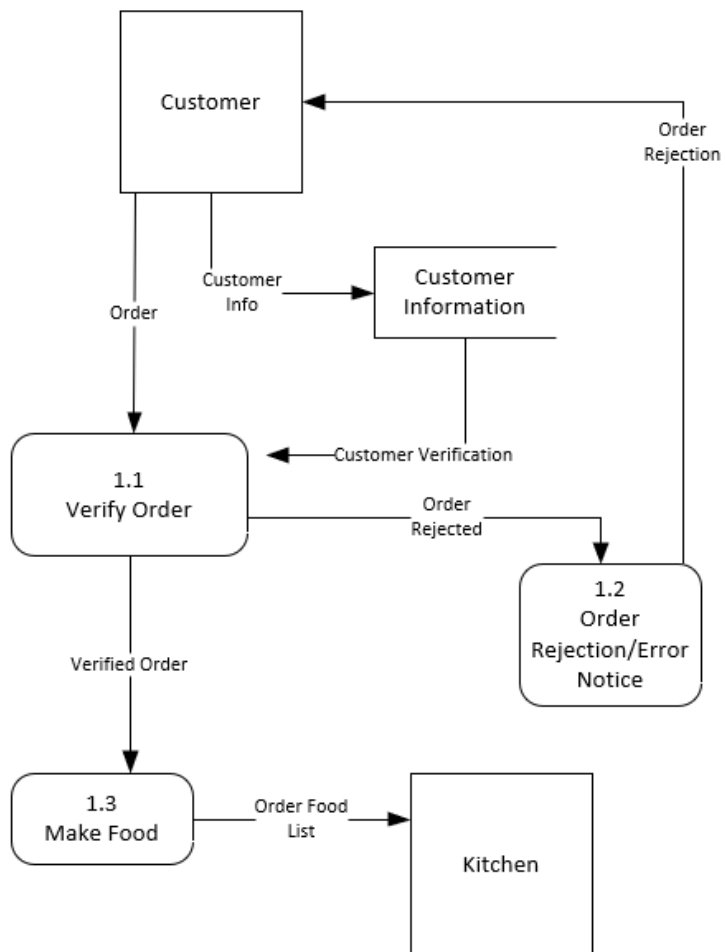 Customer
Order
Rejection
Customer
Info
Customer
Information
Order
Customer Verification
1.1
Verify Order
Order
Rejected
1.2
Order
Rejection/Error
Notice
Verified Order
1.3
Make Food
Order Food
List
Kitchen